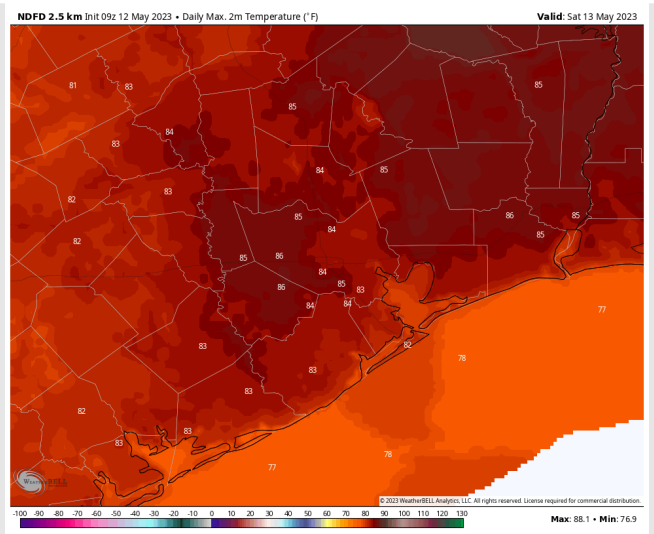 NDFD 2.5 km Init 09z 12 May 2023 • Daily Max. 2m Temperature (°F) Valid: Sat 13 May 2023
81 83 85 85
84
83
84 85
83
82
85 86 85
84 85
82
85 86
84
86 85 83
84 84 77
83 82
78
83
83
82
83 83
78
77
WeatherBELL
© 2023 WeatherBELL Analytics, LLC. All rights reserved. License required for commercial distribution.
-100 -90 -80 -70 -60 -50 -40 -30 -20 -10 0 10 20 30 40 50 60 70 80 90 100 110 120 130
Max: 88.1 • Min: 76.9